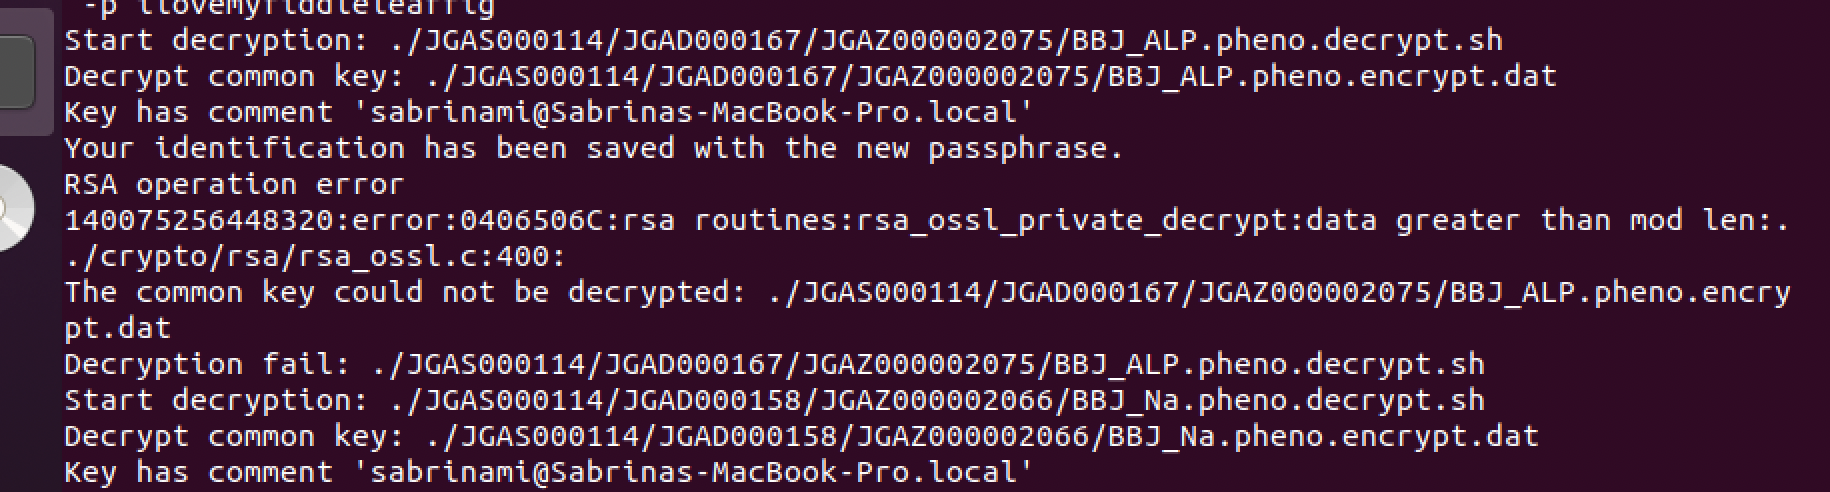 -p ilovemyfiddleleaffig
Start decryption: ./JGAS000114/JGAD000167/JGAZ000002075/BBJ_ALP.pheno.decrypt.sh
Decrypt common key: ./JGAS000114/JGAD000167/JGAZ000002075/BBJ_ALP.pheno.encrypt.dat
Key has comment 'sabrinami@Sabrinas-MacBook-Pro.local'
Your identification has been saved with the new passphrase.
RSA operation error
140075256448320:error:0406506C:rsa routines:rsa_ossl_private_decrypt:data greater than mod len:.
./crypto/rsa/rsa_ossl.c:400:
The common key could not be decrypted: ./JGAS000114/JGAD000167/JGAZ000002075/BBJ_ALP.pheno.encry
pt.dat
Decryption fail: ./JGAS000114/JGAD000167/JGAZ000002075/BBJ_ALP.pheno.decrypt.sh
Start decryption: ./JGAS000114/JGAD000158/JGAZ000002066/BBJ_Na.pheno.decrypt.sh
Decrypt common key: ./JGAS000114/JGAD000158/JGAZ000002066/BBJ_Na.pheno.encrypt.dat
Key has comment 'sabrinami@Sabrinas-MacBook-Pro.local'